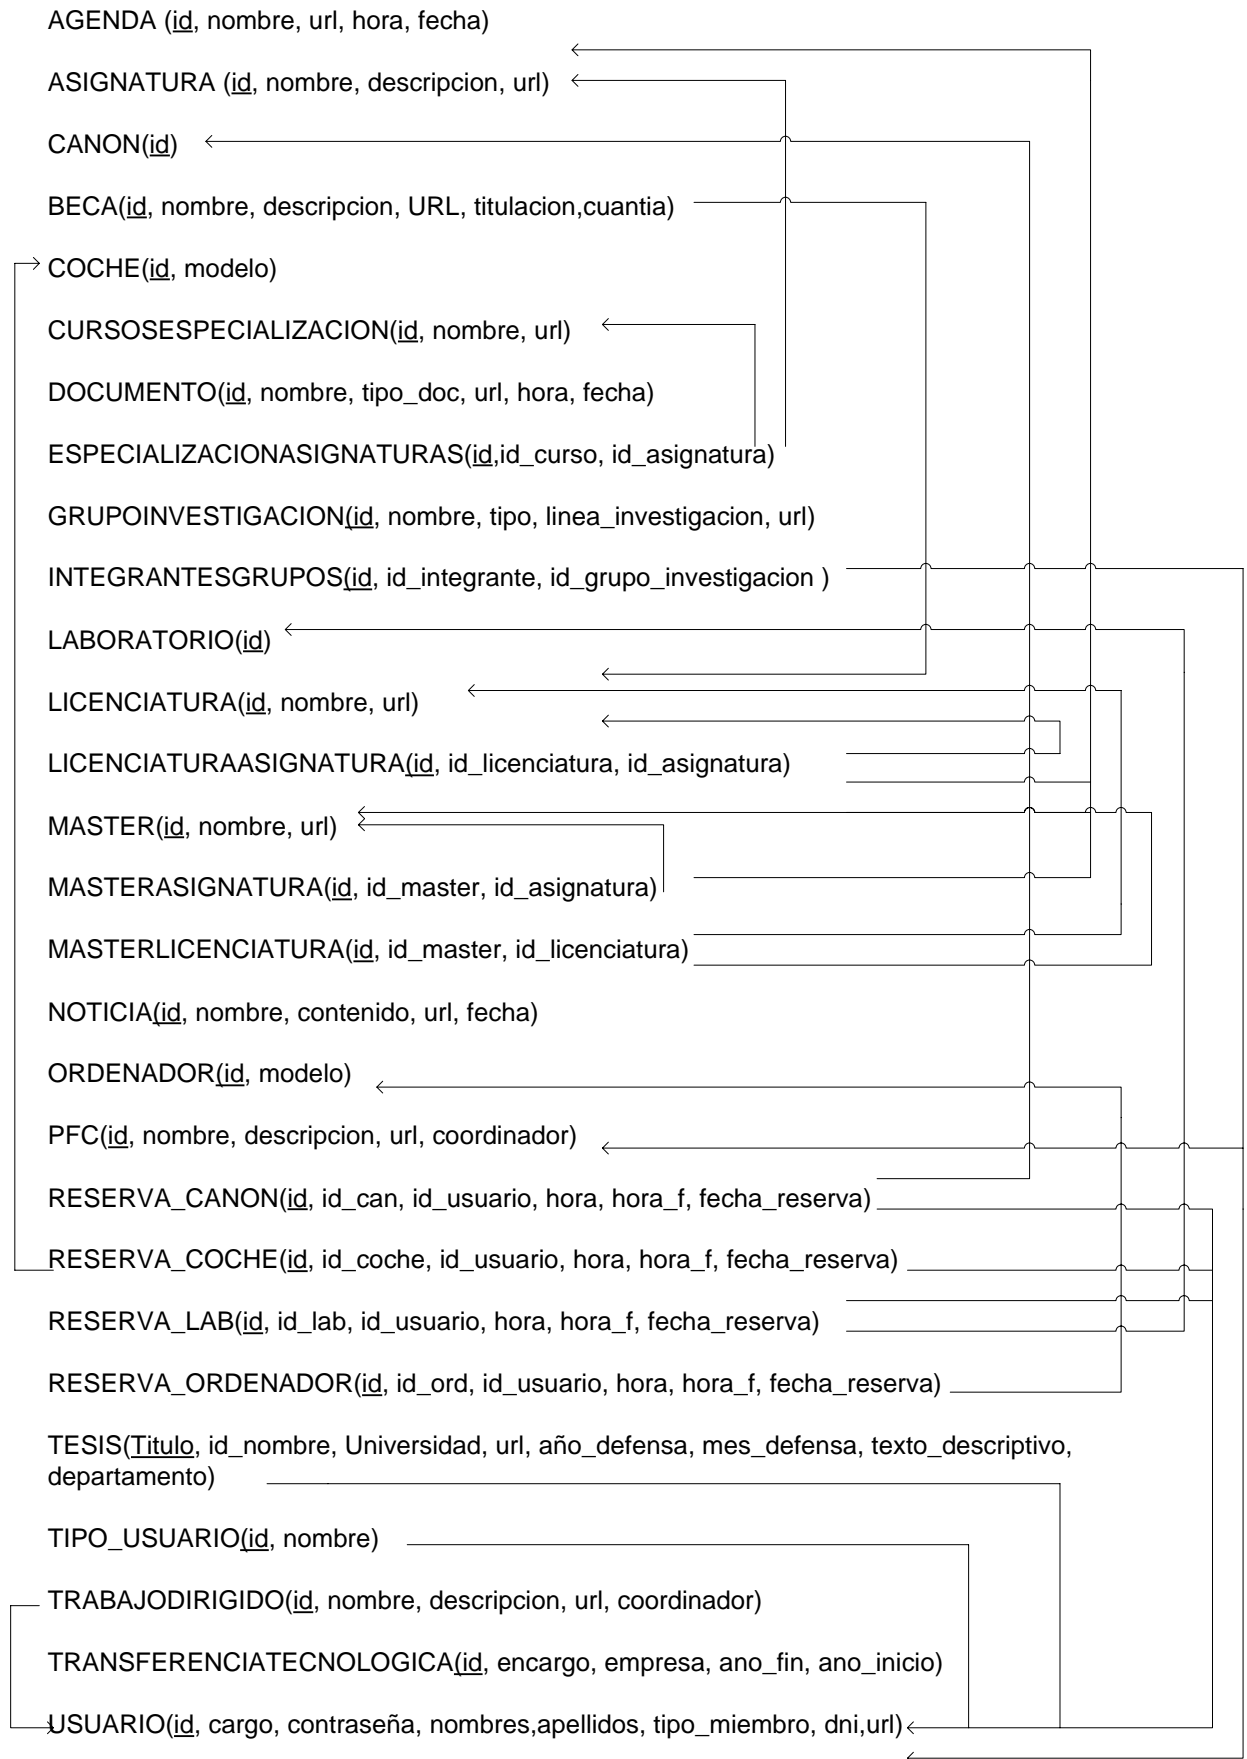 AGENDA (id, nombre, url, hora, fecha)
ASIGNATURA (id, nombre, descripcion, url)
CANON(id)
BECA(id, nombre, descripcion, URL, titulacion,cuantia)
COCHE(id, modelo)
CURSOSESPECIALIZACION(id, nombre, url)
DOCUMENTO(id, nombre, tipo_doc, url, hora, fecha)
ESPECIALIZACIONASIGNATURAS(id,id_curso, id_asignatura)
GRUPOINVESTIGACION(id, nombre, tipo, linea_investigacion, url)
INTEGRANTESGRUPOS(id, id_integrante, id_grupo_investigacion )
LABORATORIO(id)
LICENCIATURA(id, nombre, url)
LICENCIATURAASIGNATURA(id, id_licenciatura, id_asignatura)
MASTER(id, nombre, url)
MASTERASIGNATURA(id, id_master, id_asignatura)
MASTERLICENCIATURA(id, id_master, id_licenciatura)
NOTICIA(id, nombre, contenido, url, fecha)
ORDENADOR(id, modelo)
PFC(id, nombre, descripcion, url, coordinador)
RESERVA_CANON(id, id_can, id_usuario, hora, hora_f, fecha_reserva)
RESERVA_COCHE(id, id_coche, id_usuario, hora, hora_f, fecha_reserva)
RESERVA_LAB(id, id_lab, id_usuario, hora, hora_f, fecha_reserva)
RESERVA_ORDENADOR(id, id_ord, id_usuario, hora, hora_f, fecha_reserva)
TESIS(Titulo, id_nombre, Universidad, url, año_defensa, mes_defensa, texto_descriptivo,
departamento)
TIPO_USUARIO(id, nombre)
TRABAJODIRIGIDO(id, nombre, descripcion, url, coordinador)
TRANSFERENCIATECNOLOGICA(id, encargo, empresa, ano_fin, ano_inicio)
USUARIO(id, cargo, contraseña, nombres,apellidos, tipo_miembro, dni,url)